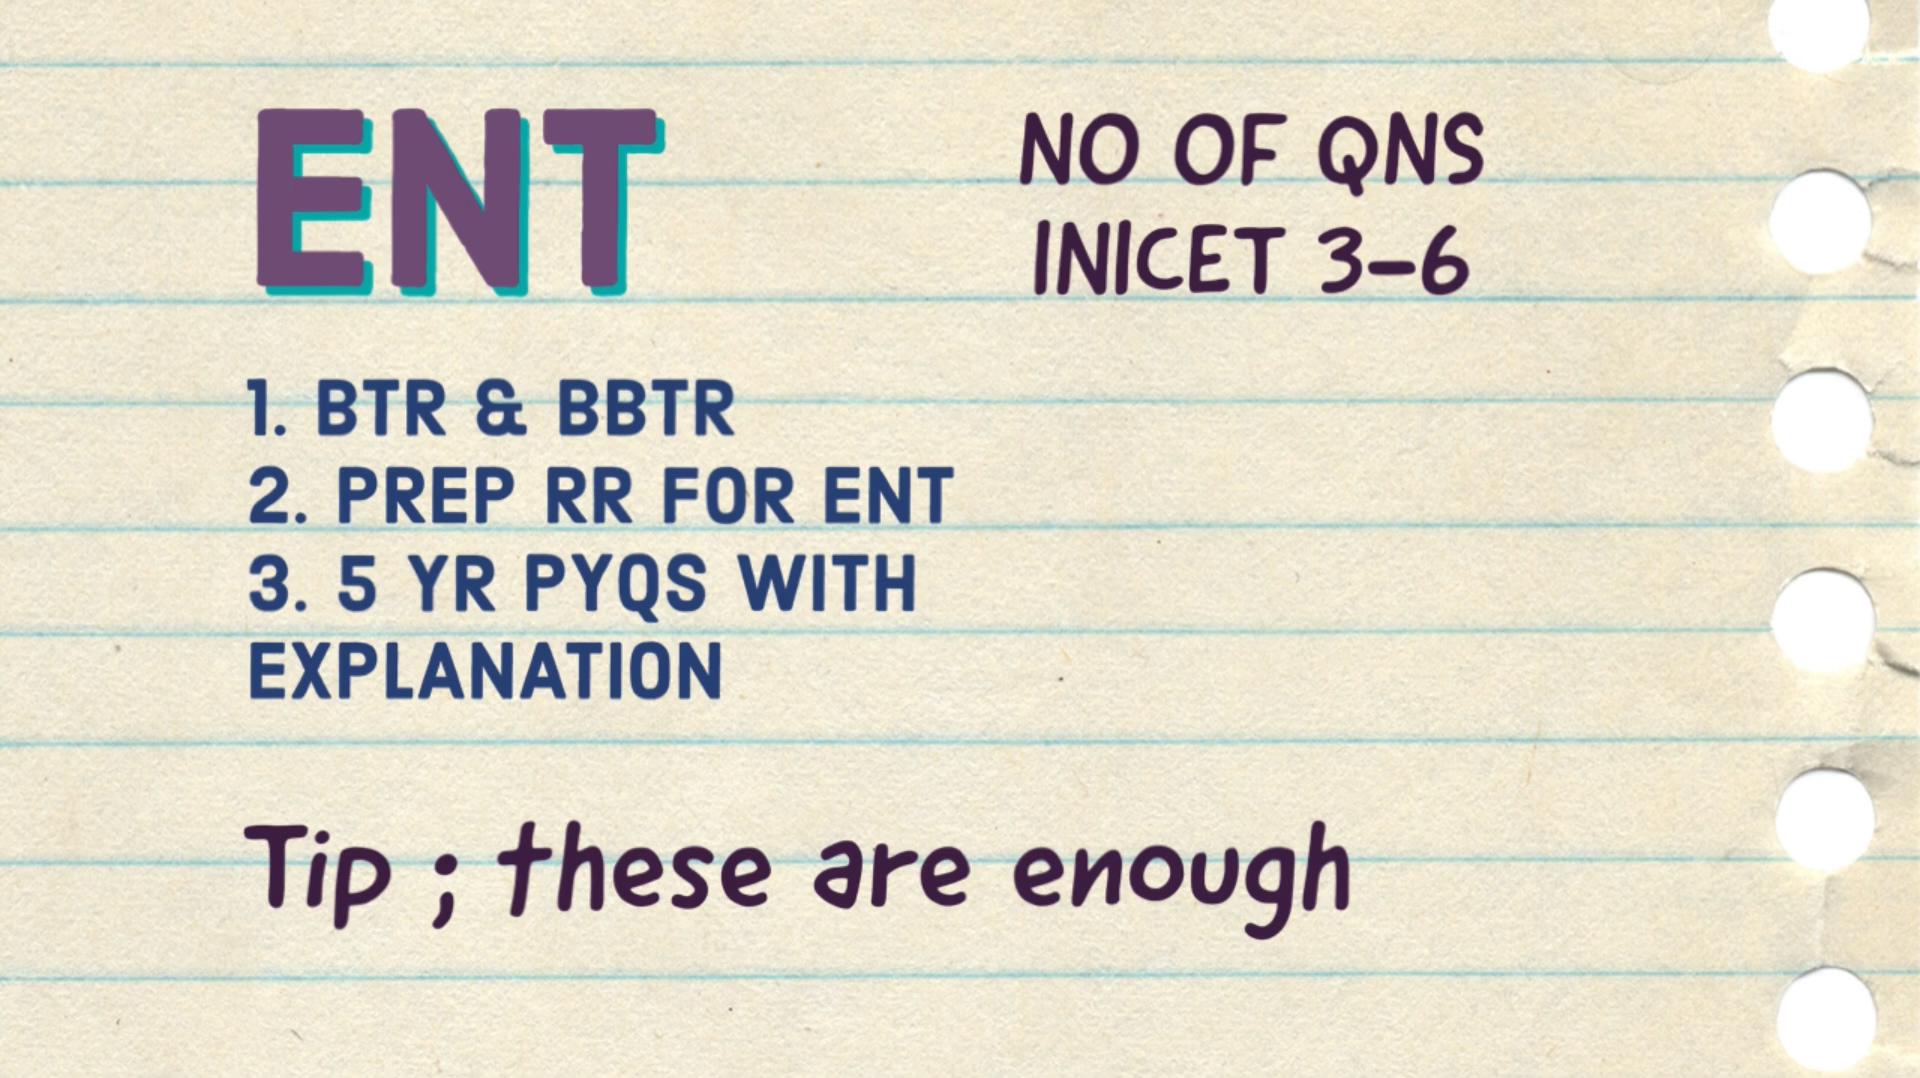 ENT
NO OF QNS
INICET 3-6
1. BTR & BBTR
2. PREP RR FOR ENT
3. 5 YR PYQS WITH
EXPLANATION
Tip ; these are enough